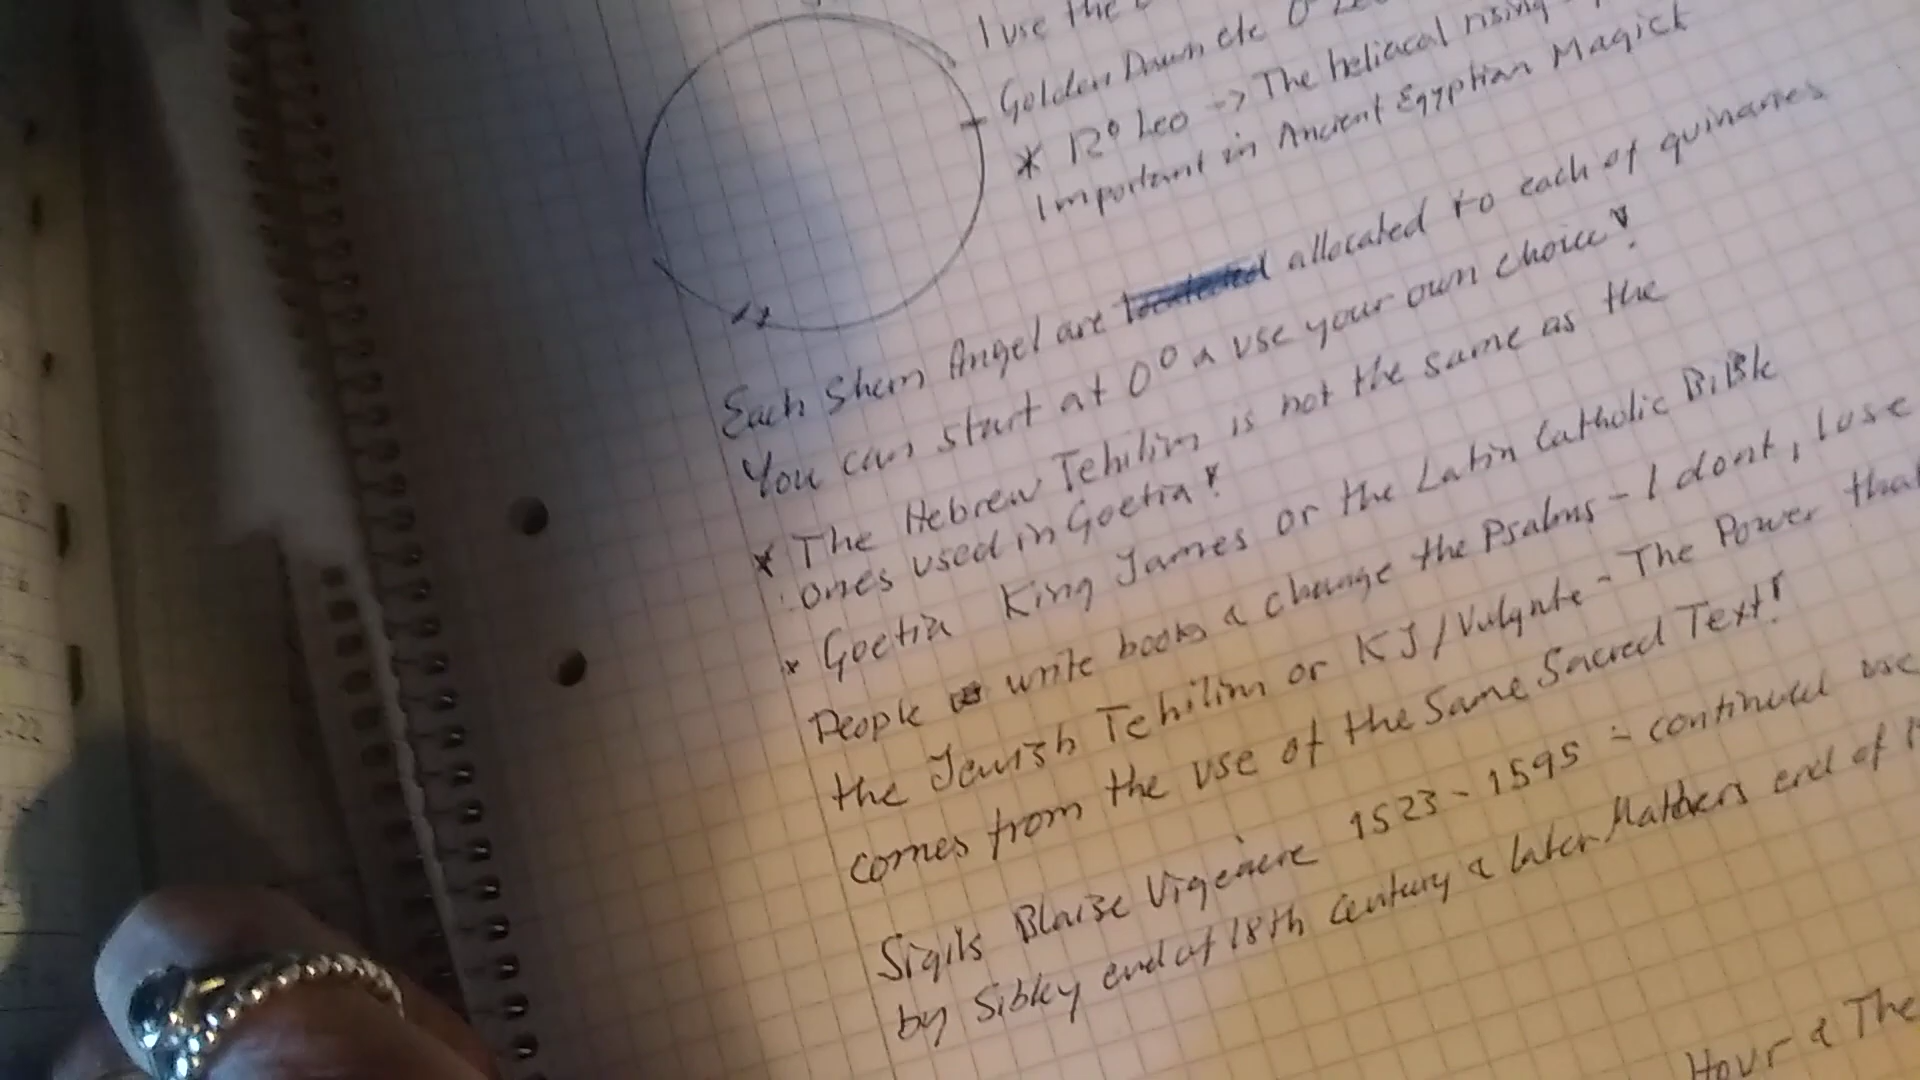 I use the
Golden Dawn etc 0° Leo
* 12° Leo -> The heliacal rising
Important in Ancient Egyptian Magick
Each Shem Angel are allocated to each of quinaries
You can start at 0° a use your own choice!
* The Hebrew Tehilim is not the same as the
ones used in Goetia!
* Goetia King James or the Latin Catholic BiBle
People write books a change the Psalms - I dont, I use
the Jewish Tehilim or KJ/Vulgate - The Power that
comes from the use of the Same Sacred Text!
Sigils Blaise Vigenere 1523 - 1595 - continued use
by Sibley end of 18th Century & later Mathers end of 1
Hour & The
22